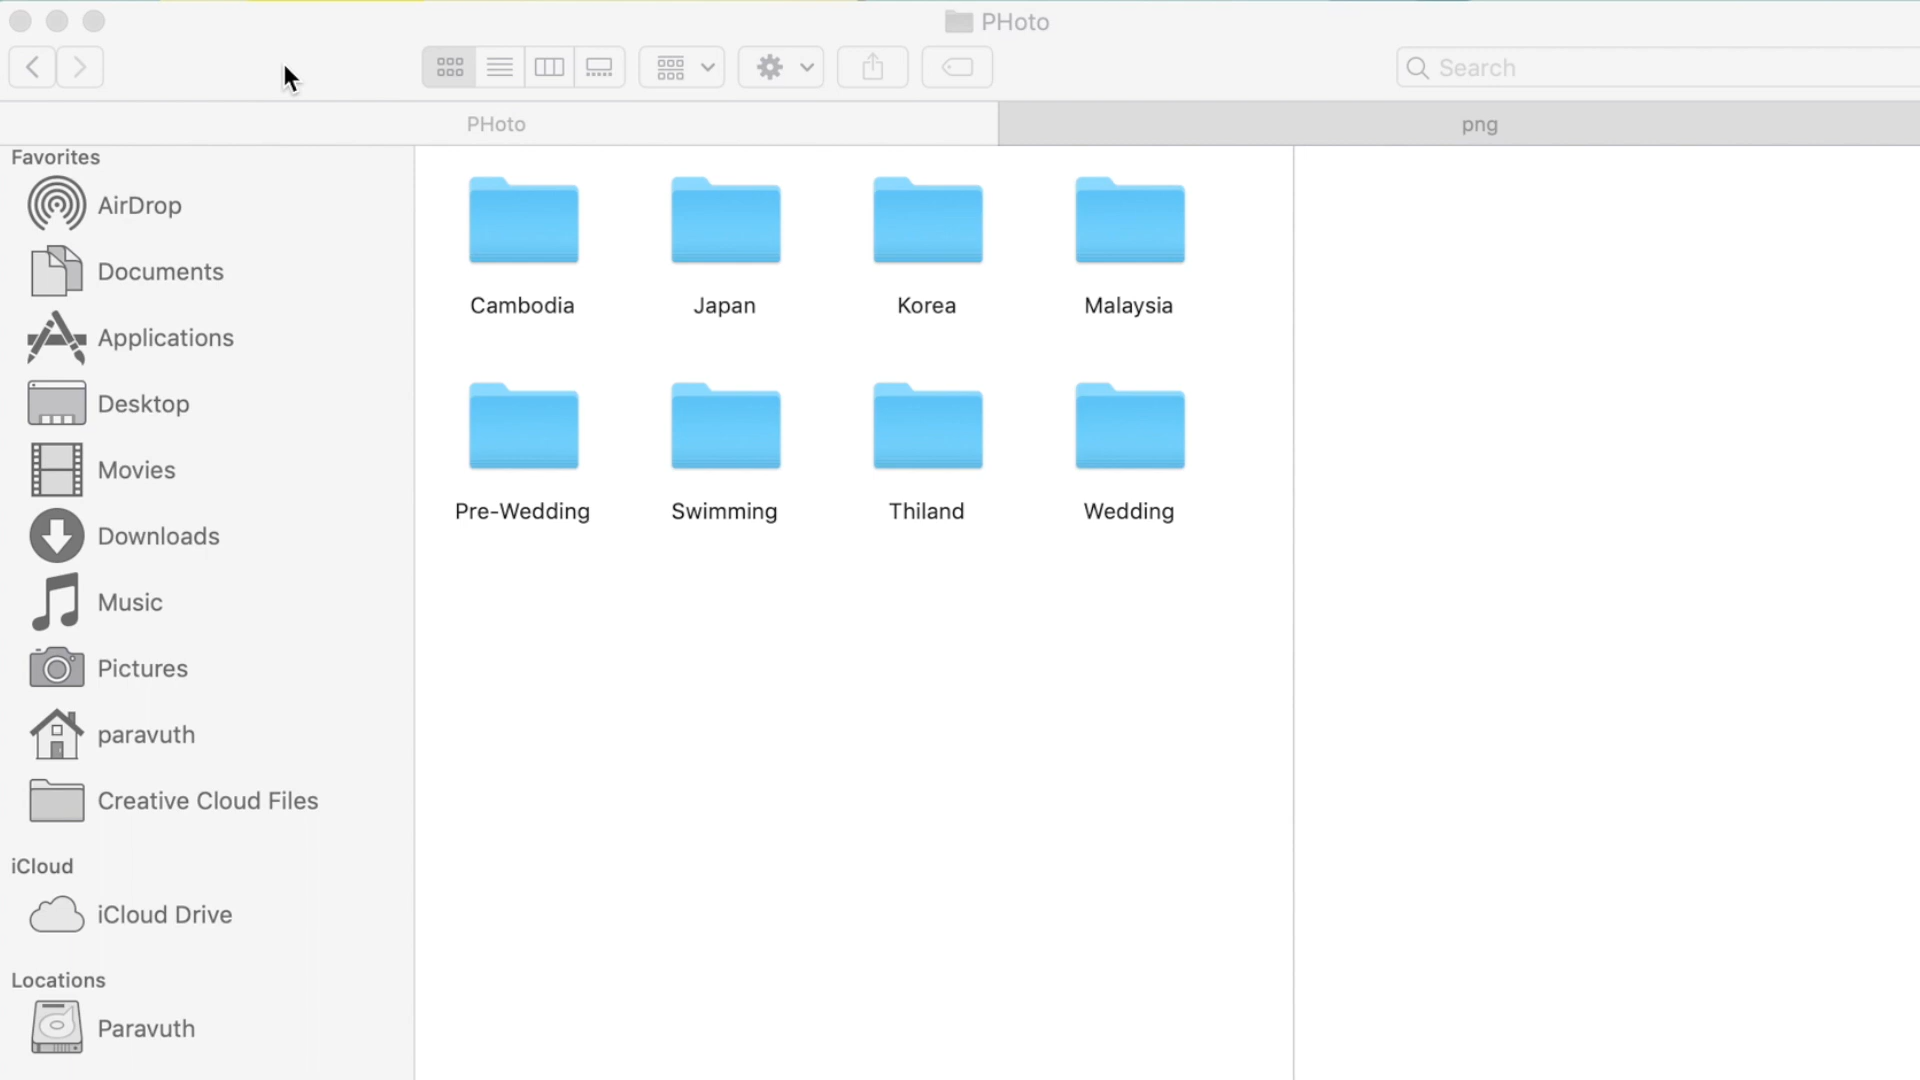 PHoto
Search
PHoto
png
Favorites
AirDrop
Documents
Applications
Desktop
Movies
Downloads
Music
Pictures
paravuth
Creative Cloud Files
iCloud
iCloud Drive
Locations
Paravuth
Cambodia
Japan
Korea
Malaysia
Pre-Wedding
Swimming
Thiland
Wedding